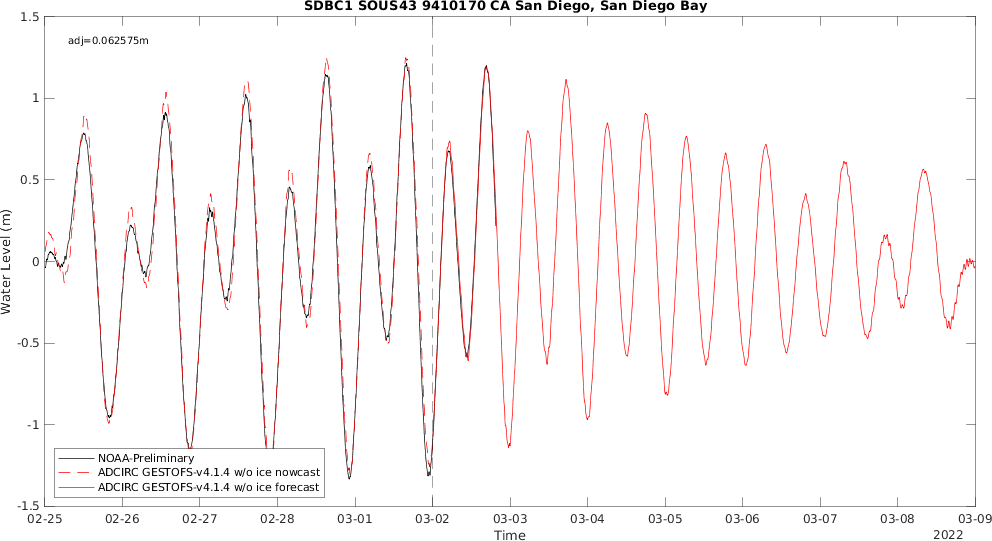 SDBC1 SOUS43 9410170 CA San Diego, San Diego Bay
adj=0.062575m
Water Level (m)
1.5
1
0.5
0
-0.5
-1
-1.5
NOAA-Preliminary
ADCIRC GESTOFS-v4.1.4 w/o ice nowcast
ADCIRC GESTOFS-v4.1.4 w/o ice forecast
02-25 02-26 02-27 02-28 03-01 03-02 03-03 03-04 03-05 03-06 03-07 03-08 03-09
Time
2022